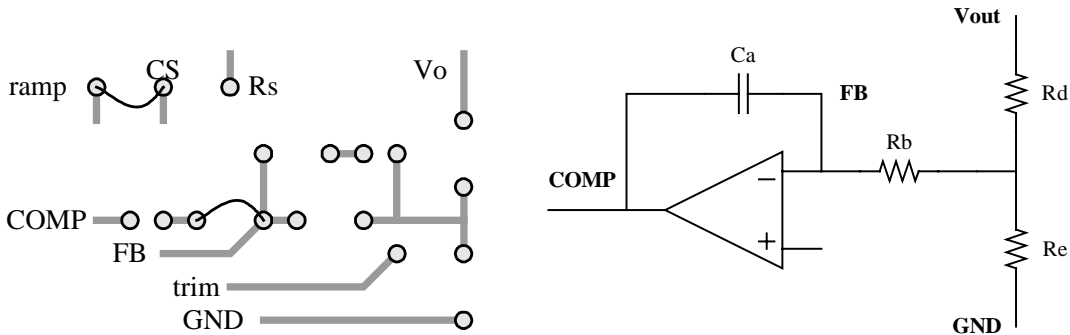 ramp
CS
Rs
Vo
COMP
FB
trim
GND
Vout
Ca
FB
Rd
Rb
COMP
−
+
Re
GND